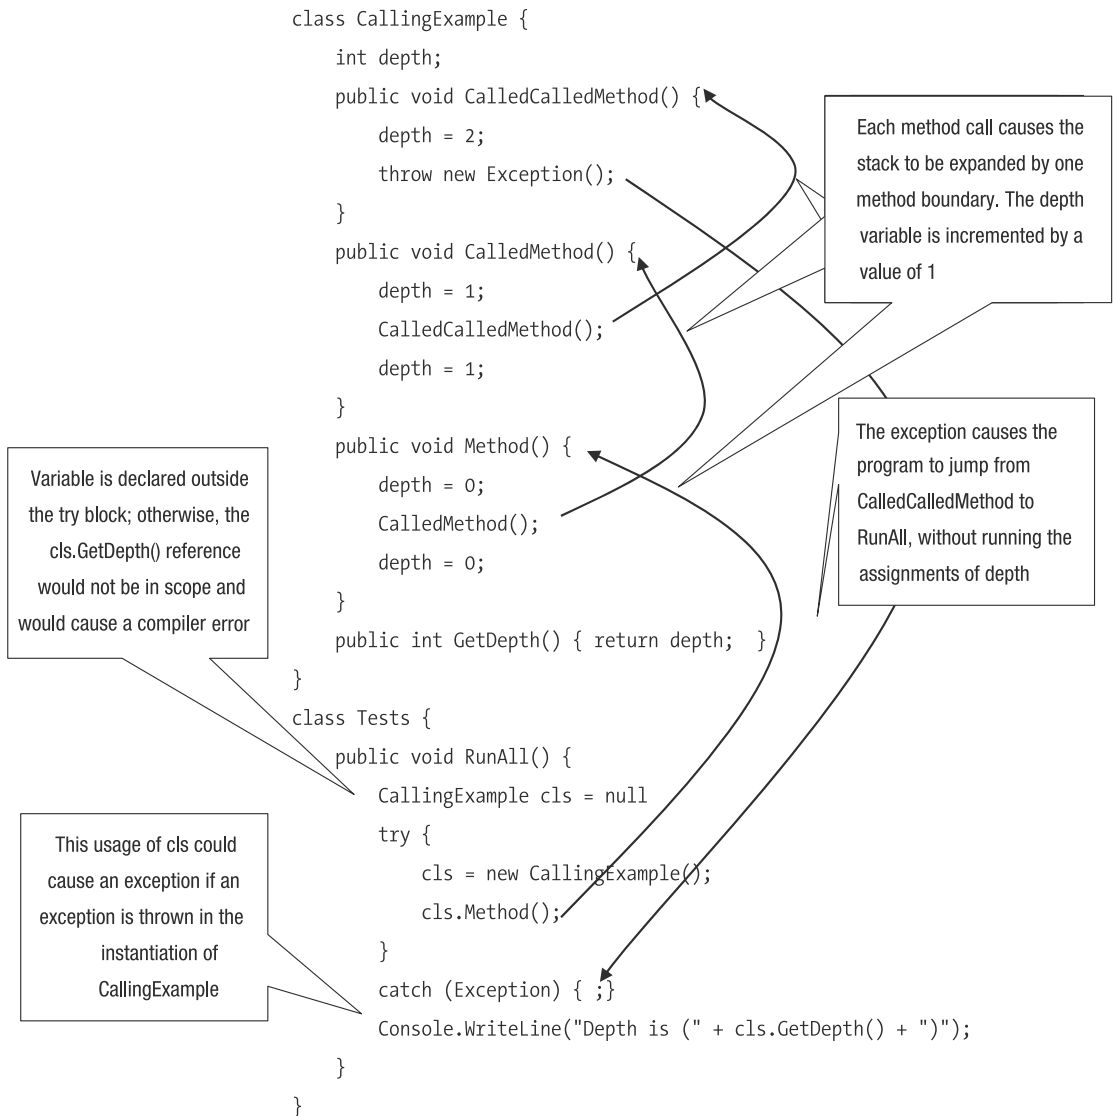 class CallingExample {
int depth;
public void CalledCalledMethod() {
depth = 2;
throw new Exception();
}
public void CalledMethod() {
depth = 1;
CalledCalledMethod();
depth = 1;
}
public void Method() {
depth = 0;
CalledMethod();
depth = 0;
}
public int GetDepth() { return depth; }
}
class Tests {
public void RunAll() {
CallingExample cls = null
try {
cls = new CallingExample();
cls.Method();
}
catch (Exception) { ;}
Console.WriteLine("Depth is (" + cls.GetDepth() + ")");
}
}
Each method call causes the
stack to be expanded by one
method boundary. The depth
variable is incremented by a
value of 1
The exception causes the
program to jump from
CalledCalledMethod to
RunAll, without running the
assignments of depth
Variable is declared outside
the try block; otherwise, the
cls.GetDepth() reference
would not be in scope and
would cause a compiler error
This usage of cls could
cause an exception if an
exception is thrown in the
instantiation of
CallingExample